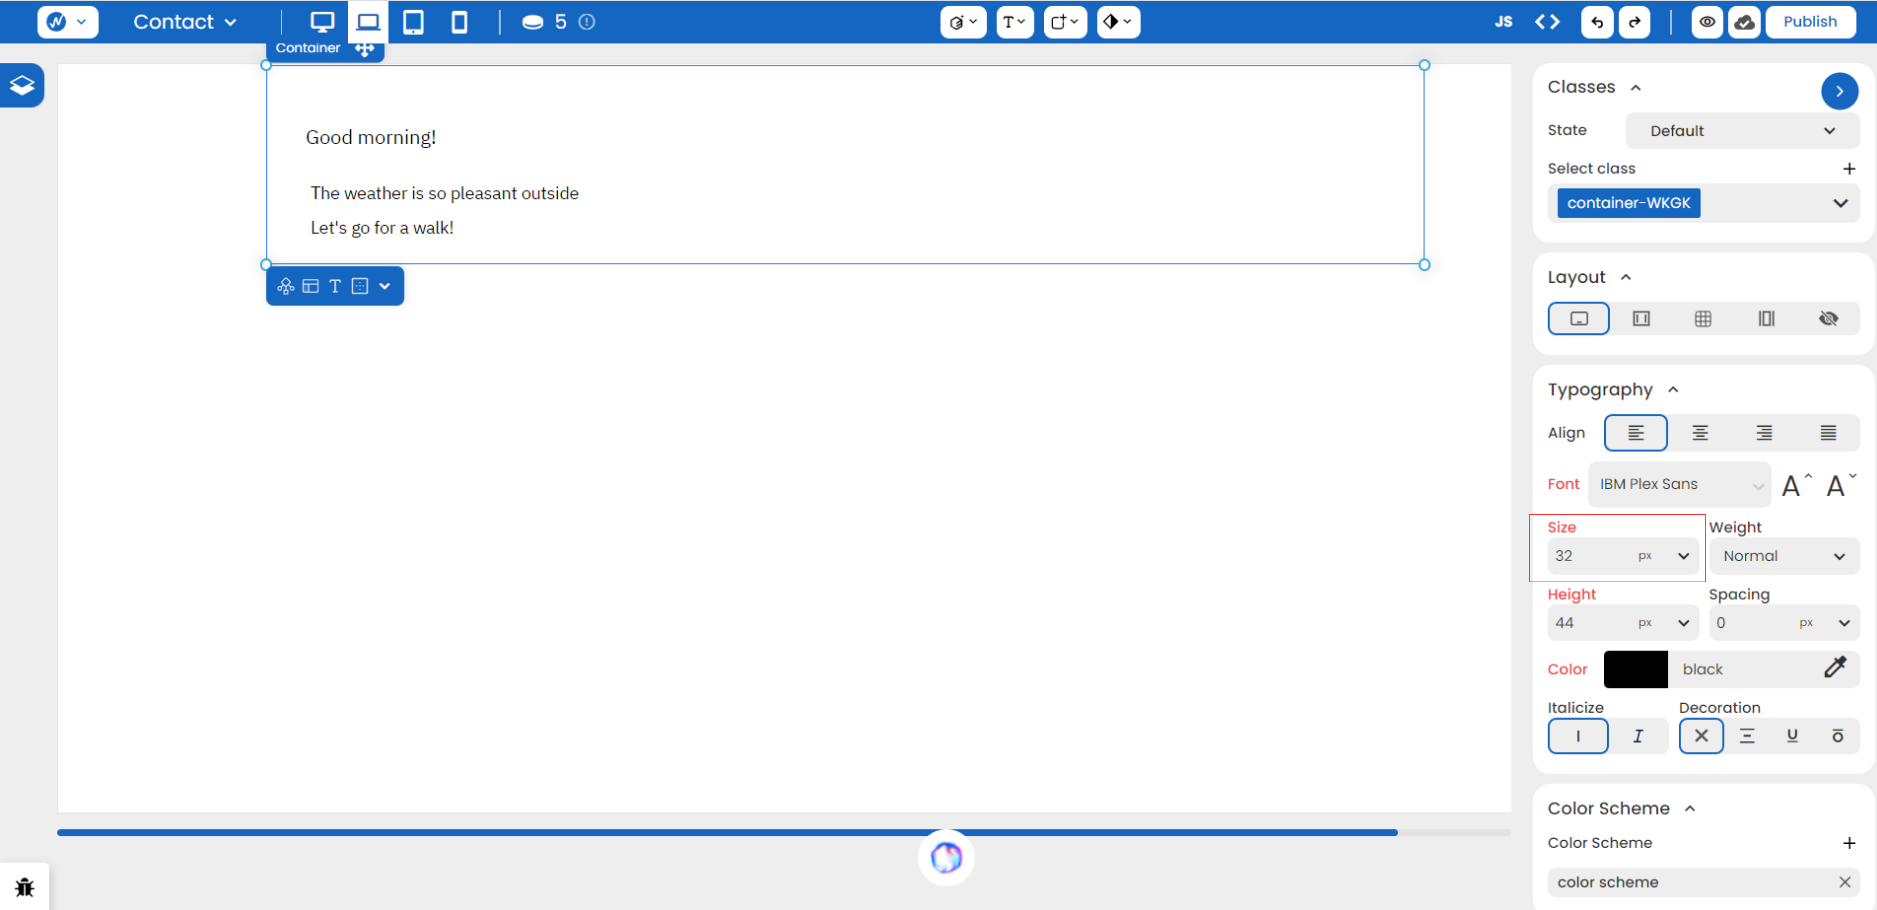 Contact
5
T
JS
Publish
Container
Good morning!
The weather is so pleasant outside
Let's go for a walk!
T
Classes
State
Default
Select class
container-WKGK
Layout
Typography
Align
Font
IBM Plex Sans
A
A
Size
Weight
32
px
Normal
Height
Spacing
44
px
0
px
Color
black
Italicize
Decoration
I
I
U
O
Color Scheme
Color Scheme
color scheme